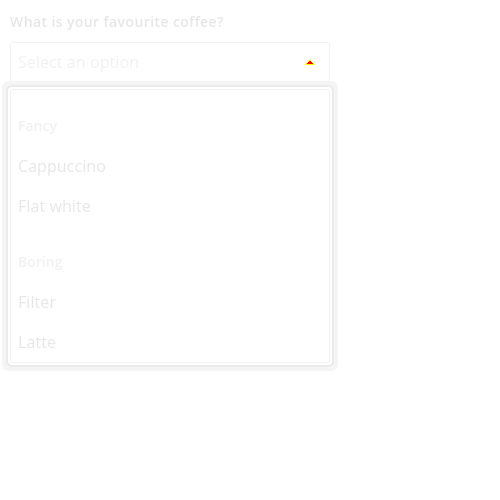 What is your favourite coffee?
Select an option
Fancy
Cappuccino
Flat white
Boring
Filter
Latte